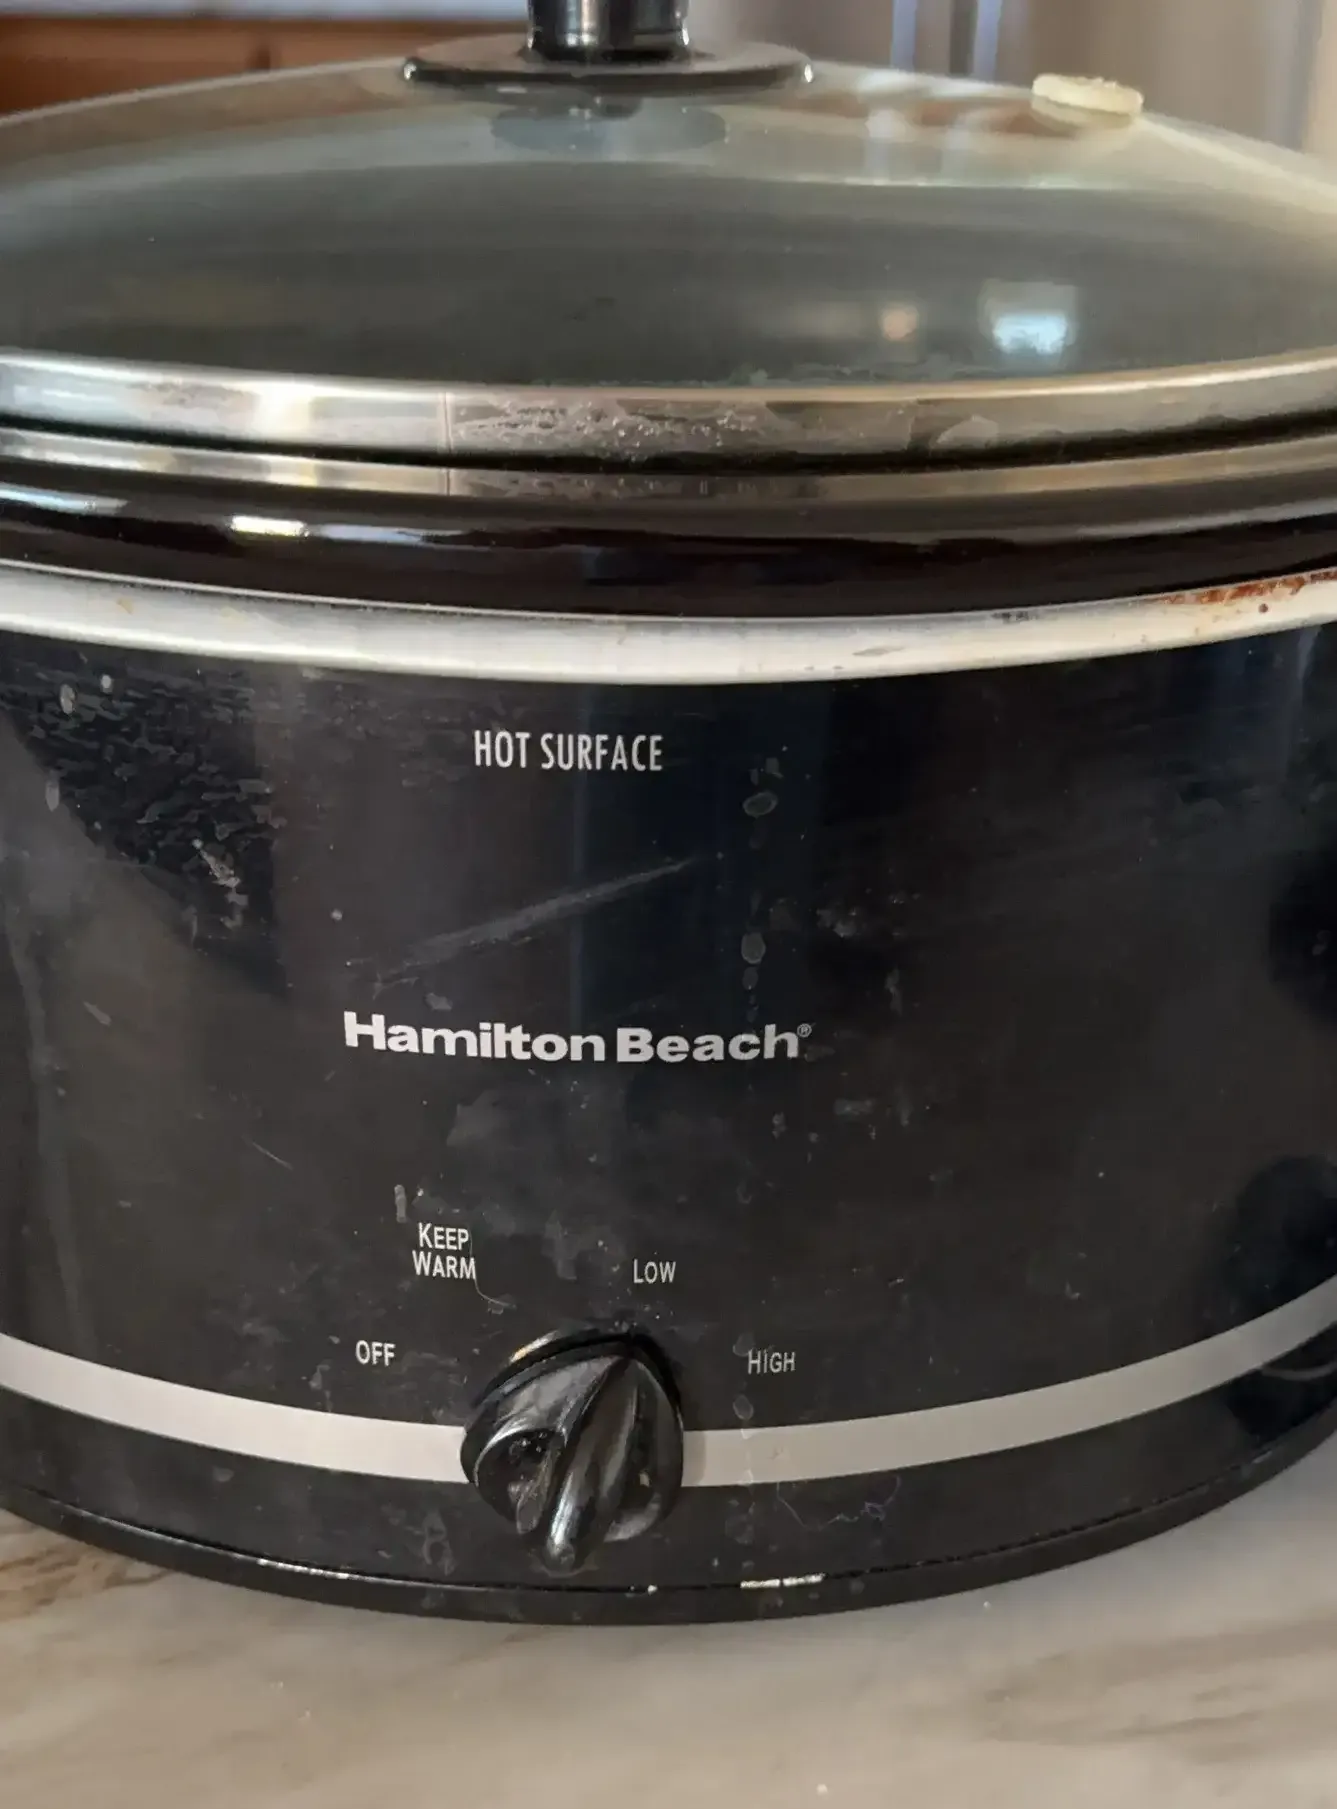 HOT SURFACE
Hamilton Beach®
KEEP
WARM
LOW
OFF
HIGH